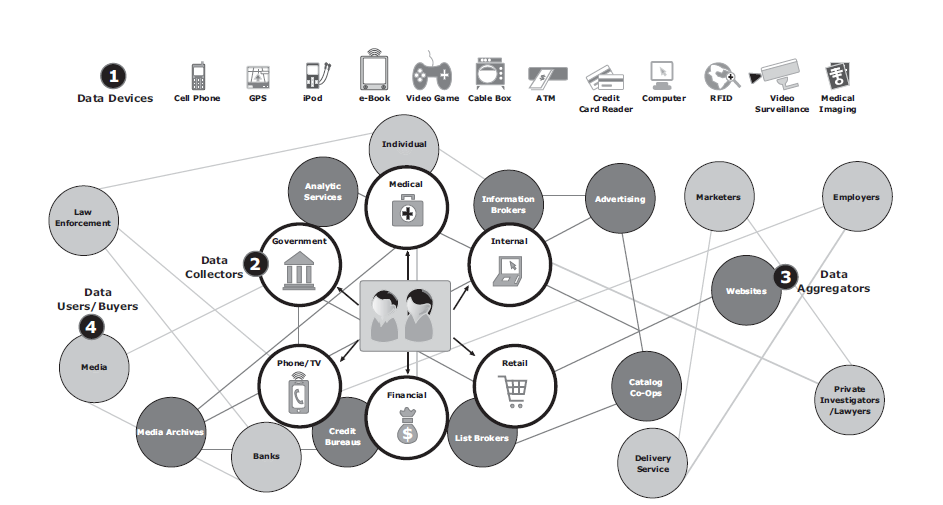 1
Data Devices
Cell Phone
GPS
iPod
e-Book
Video Game
Cable Box
ATM
Credit
Card Reader
Computer
RFID
Video
Surveillance
Medical
Imaging
Individual
Medical
Analytic
Services
Information
Brokers
Advertising
Marketers
Employers
Law
Enforcement
Government
Internal
Data
Collectors
2
Websites
3
Data
Aggregators
Data
Users/Buyers
4
Media
Phone/TV
Retail
Financial
$
Catalog
Co-Ops
Private
Investigators
/Lawyers
Media Archives
Credit
Bureaus
List Brokers
Banks
Delivery
Service